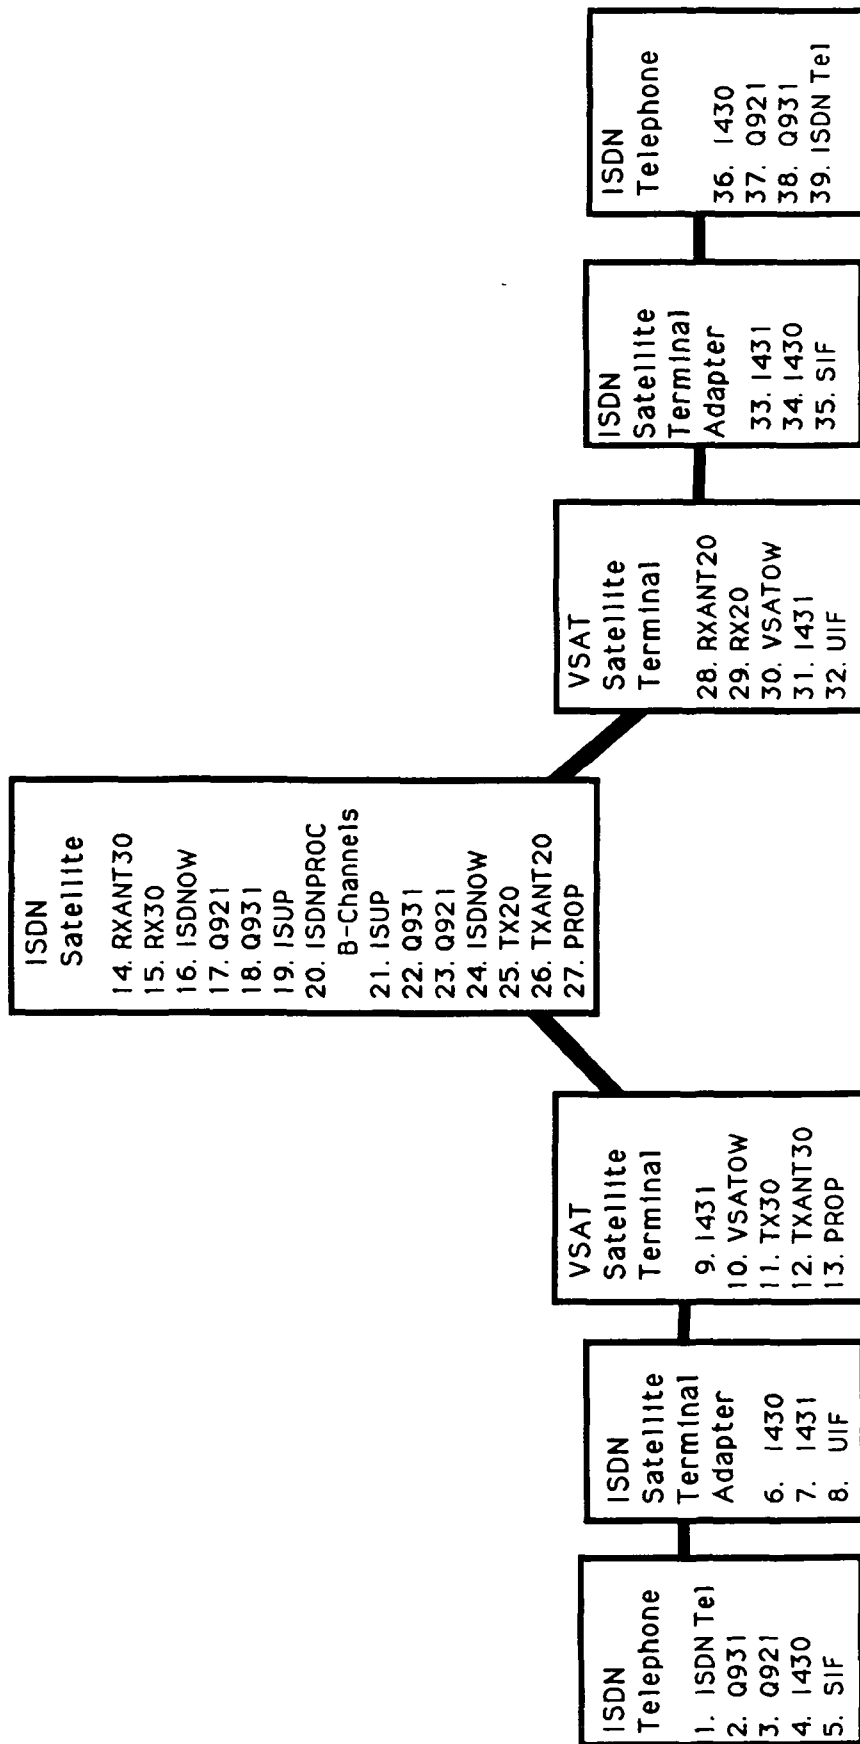 ISDN
Telephone
1. ISDN Tel
2. Q931
3. Q921
4. I430
5. SIF
ISDN
Satellite
Terminal
Adapter
6. I430
7. I431
8. UIF
VSAT
Satellite
Terminal
9. I431
10. VSATOW
11. TX30
12. TXANT30
13. PROP
ISDN
Satellite
14. RXANT30
15. RX30
16. ISDNOW
17. Q921
18. Q931
19. ISUP
20. ISDNPROC
B-Channels
21. ISUP
22. Q931
23. Q921
24. ISDNOW
25. TX20
26. TXANT20
27. PROP
VSAT
Satellite
Terminal
28. RXANT20
29. RX20
30. VSATOW
31. I431
32. UIF
ISDN
Satellite
Terminal
Adapter
33. I431
34. I430
35. SIF
ISDN
Telephone
36. I430
37. Q921
38. Q931
39. ISDN Tel